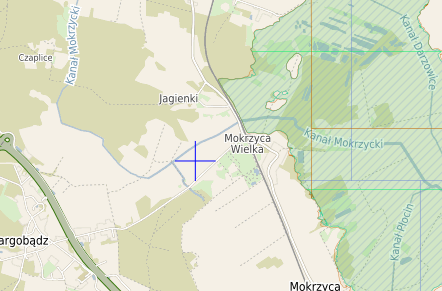 Kanał Mokrzycki
Kanał Darżowice
Czaplice
Jagienki
Mokrzyca
Wielka
Kanał Mokrzycki
Kanał Płocin
argobądz
Mokrzyca